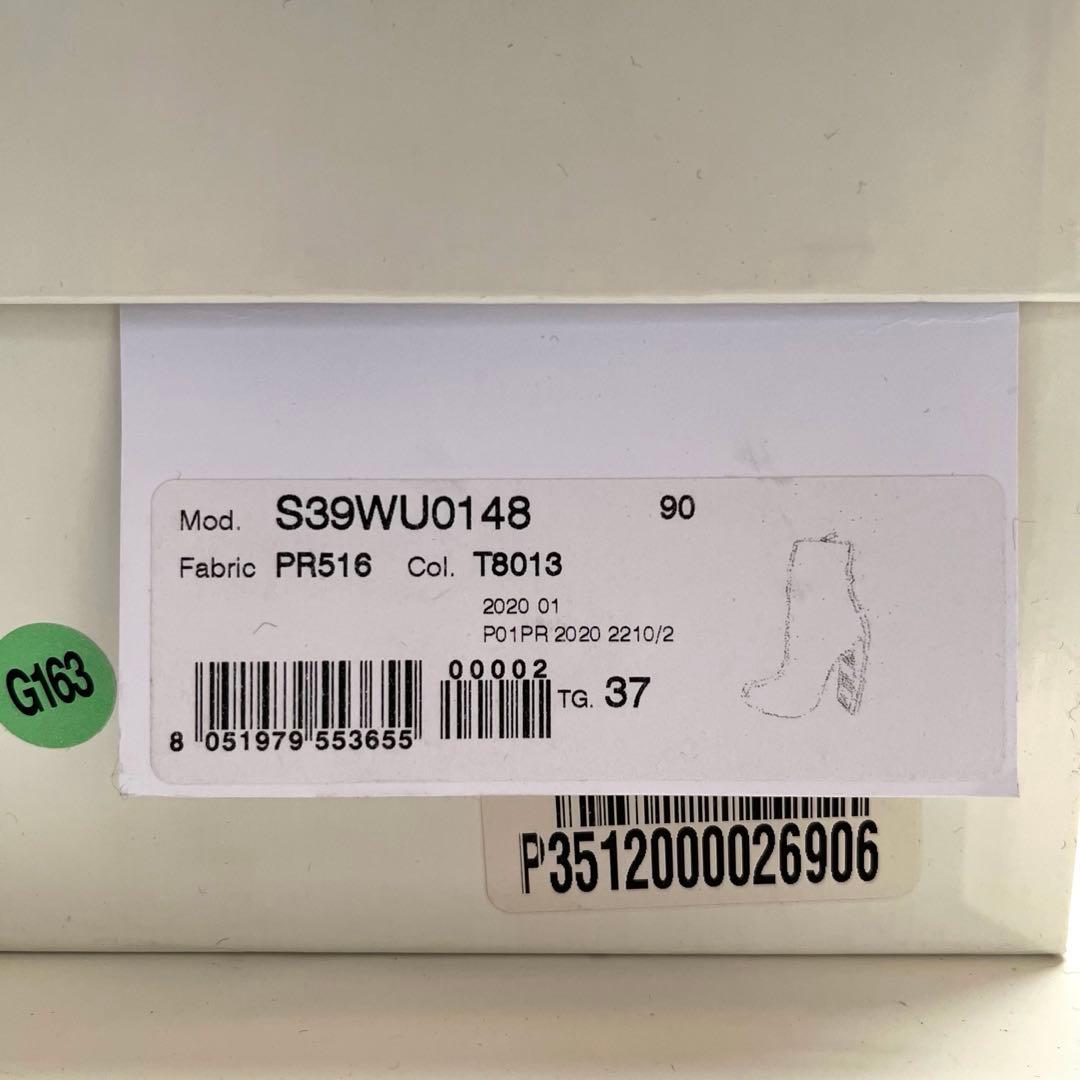 Mod. S39WU0148 90
Fabric PR516 Col. T8013
2020 01
P01PR 2020 2210/2
G163
00002
TG. 37
8 051979 553655
P3512000026906